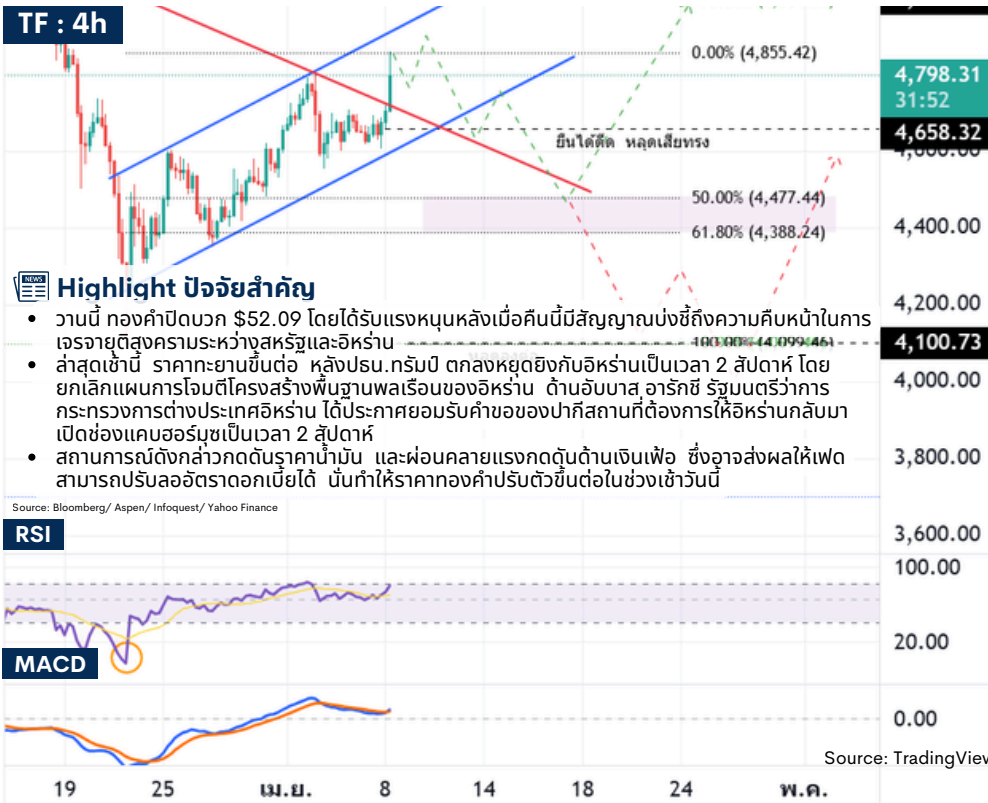 TF : 4h
0.00% (4,855.42)
4,798.31
31:52
4,658.32
ยืนได้ดีด หลุดเสียทรง
50.00% (4,477.44)
4,400.00
61.80% (4,388.24)
NEWS
Highlight ปัจจัยสำคัญ
4,200.00
วานนี้ ทองคำปิดบวก $52.09 โดยได้รับแรงหนุนหลังเมื่อคืนนี้มีสัญญาณบ่งชี้ถึงความคืบหน้าในการ
เจรจายุติสงครามระหว่างสหรัฐและอิหร่าน
100.00% (4,099.46)
4,100.73
ล่าสุดเช้านี้ ราคาทะยานขึ้นต่อ หลังปธน.ทรัมป์ ตกลงหยุดยิงกับอิหร่านเป็นเวลา 2 สัปดาห์ โดย
ยกเลิกแผนการโจมตีโครงสร้างพื้นฐานพลเรือนของอิหร่าน ด้านอับบาส อารักชี รัฐมนตรีว่าการ
4,000.00
กระทรวงการต่างประเทศอิหร่าน ได้ประกาศยอมรับคำขอของปากีสถานที่ต้องการให้อิหร่านกลับมา
เปิดช่องแคบฮอร์มุซเป็นเวลา 2 สัปดาห์
สถานการณ์ดังกล่าวกดดันราคาน้ำมัน และผ่อนคลายแรงกดดันด้านเงินเฟ้อ ซึ่งอาจส่งผลให้เฟด
3,800.00
สามารถปรับลออัตราดอกเบี้ยได้ นั่นทำให้ราคาทองคำปรับตัวขึ้นต่อในช่วงเช้าวันนี้
Source: Bloomberg/ Aspen/ Infoquest/ Yahoo Finance
RSI
3,600.00
100.00
20.00
MACD
0.00
Source: TradingView
19 25 เม.ย. 8 14 18 24 พ.ค.